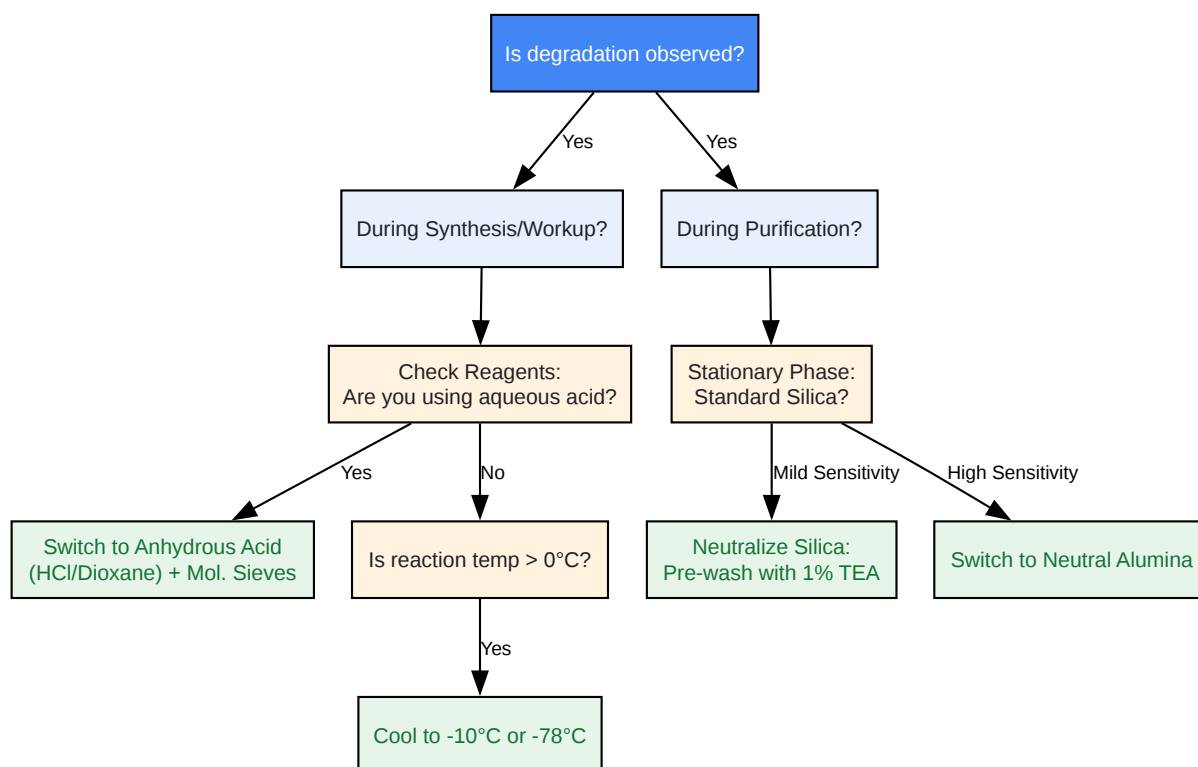 Is degradation observed?
Yes
Yes
During Synthesis/Workup?
During Purification?
Check Reagents:
Are you using aqueous acid?
Stationary Phase:
Standard Silica?
Yes
No
Mild Sensitivity
High Sensitivity
Switch to Anhydrous Acid
(HCl/Dioxane) + Mol. Sieves
Is reaction temp > 0°C?
Neutralize Silica:
Pre-wash with 1% TEA
Switch to Neutral Alumina
Yes
Cool to -10°C or -78°C